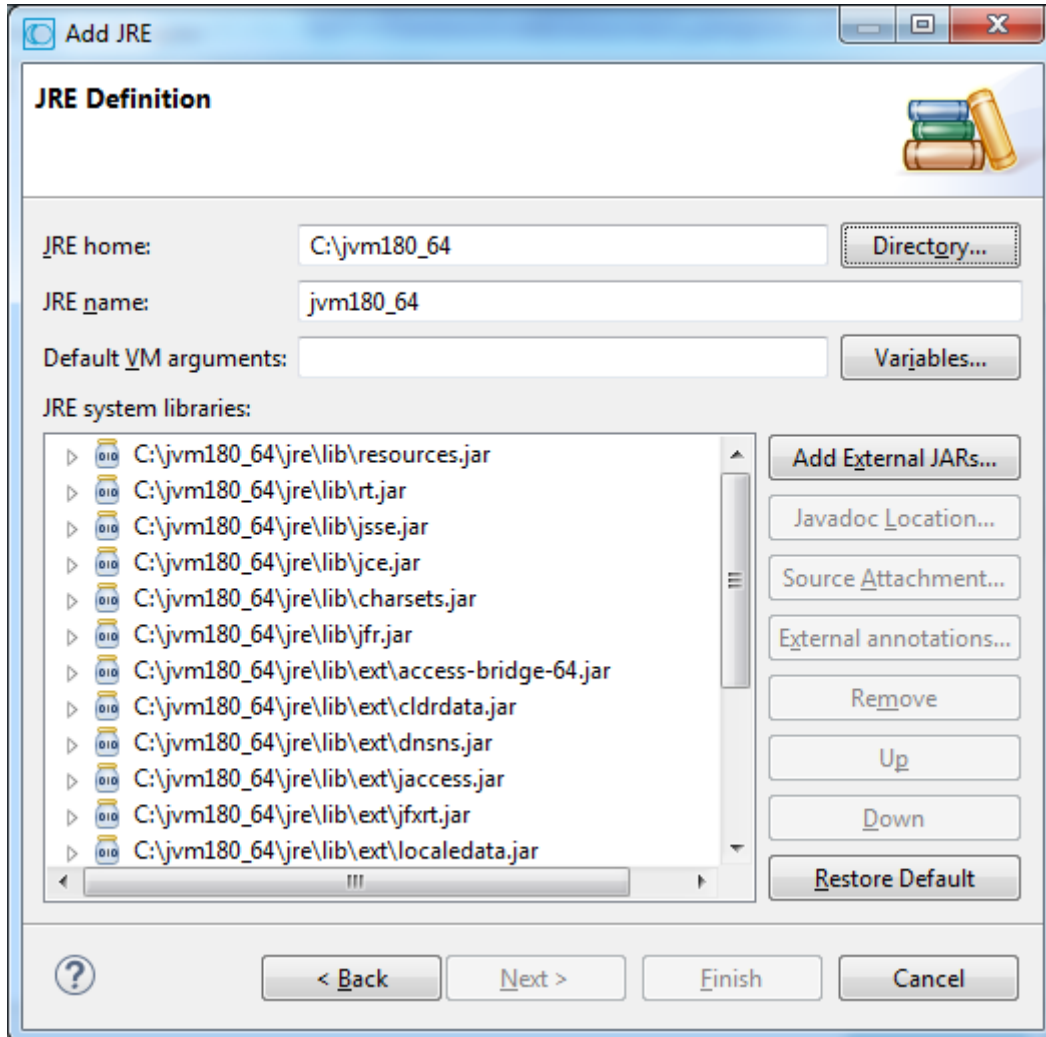 Add JRE
JRE Definition
JRE home:
C:\jvm180_64
Directory...
JRE name:
jvm180_64
Default VM arguments:
Variables...
JRE system libraries:
C:\jvm180_64\jre\lib\resources.jar
C:\jvm180_64\jre\lib\rt.jar
C:\jvm180_64\jre\lib\jsse.jar
C:\jvm180_64\jre\lib\jce.jar
C:\jvm180_64\jre\lib\charsets.jar
C:\jvm180_64\jre\lib\jfr.jar
C:\jvm180_64\jre\lib\ext\access-bridge-64.jar
C:\jvm180_64\jre\lib\ext\cldrdata.jar
C:\jvm180_64\jre\lib\ext\dnsns.jar
C:\jvm180_64\jre\lib\ext\jaccess.jar
C:\jvm180_64\jre\lib\ext\jfxrt.jar
C:\jvm180_64\jre\lib\ext\localedata.jar
Add External JARs...
Javadoc Location...
Source Attachment...
External annotations...
Remove
Up
Down
Restore Default
?
< Back
Next >
Finish
Cancel